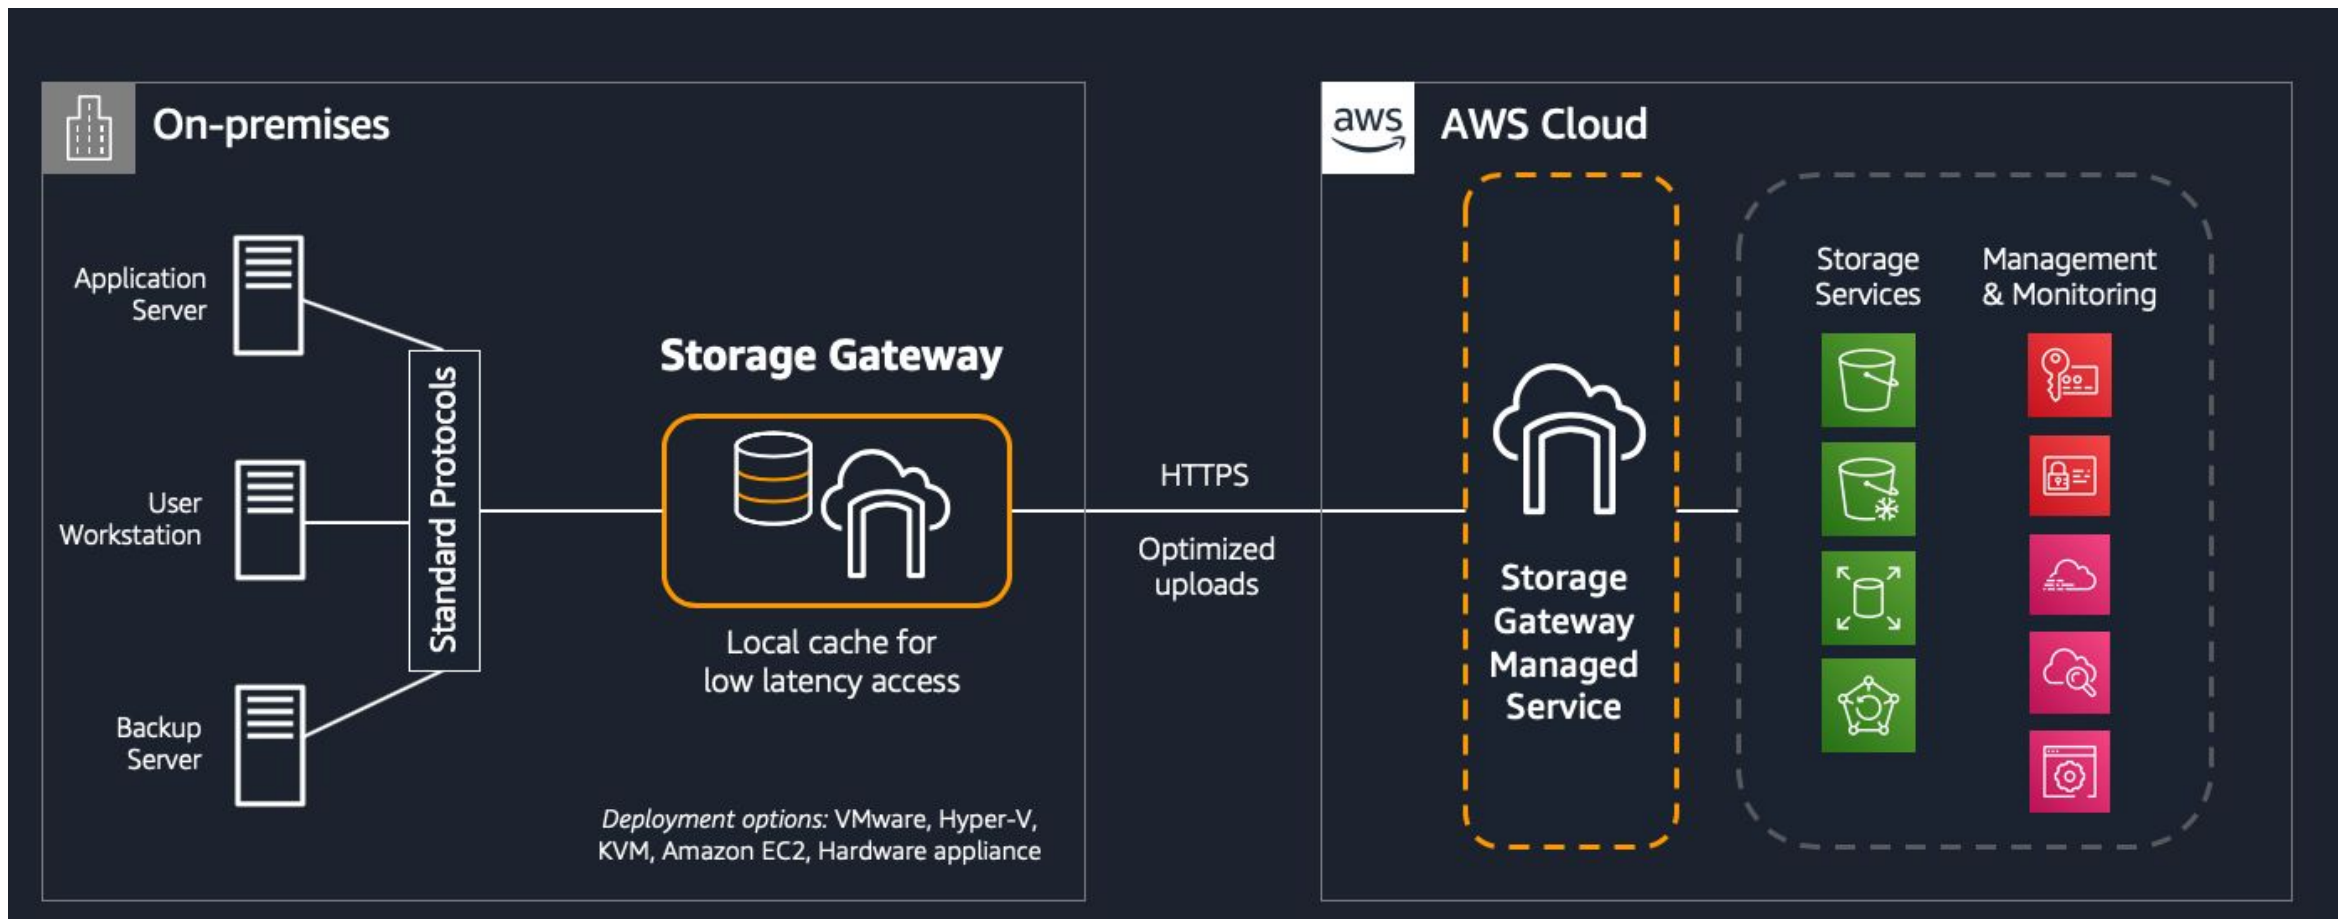 On-premises
Application
Server
User
Workstation
Backup
Server
Standard Protocols
Storage Gateway
Local cache for
low latency access
Deployment options: VMware, Hyper-V,
KVM, Amazon EC2, Hardware appliance
HTTPS
Optimized
uploads
aws
AWS Cloud
Storage
Gateway
Managed
Service
Storage
Services
Management
& Monitoring